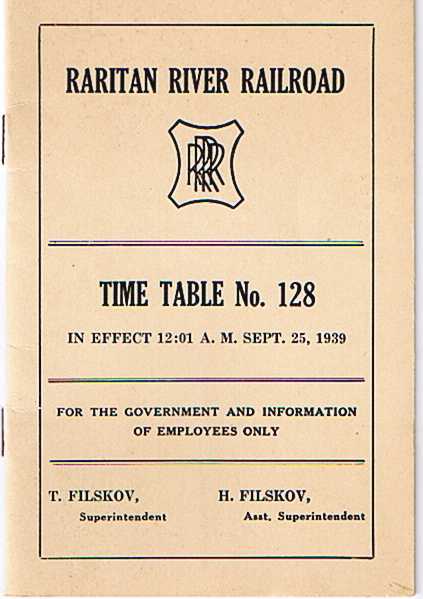 RARITAN RIVER RAILROAD
RRRR
TIME TABLE No. 128
IN EFFECT 12:01 A. M. SEPT. 25, 1939
FOR THE GOVERNMENT AND INFORMATION
OF EMPLOYEES ONLY
T. FILSKOV, H. FILSKOV,
Superintendent Asst. Superintendent